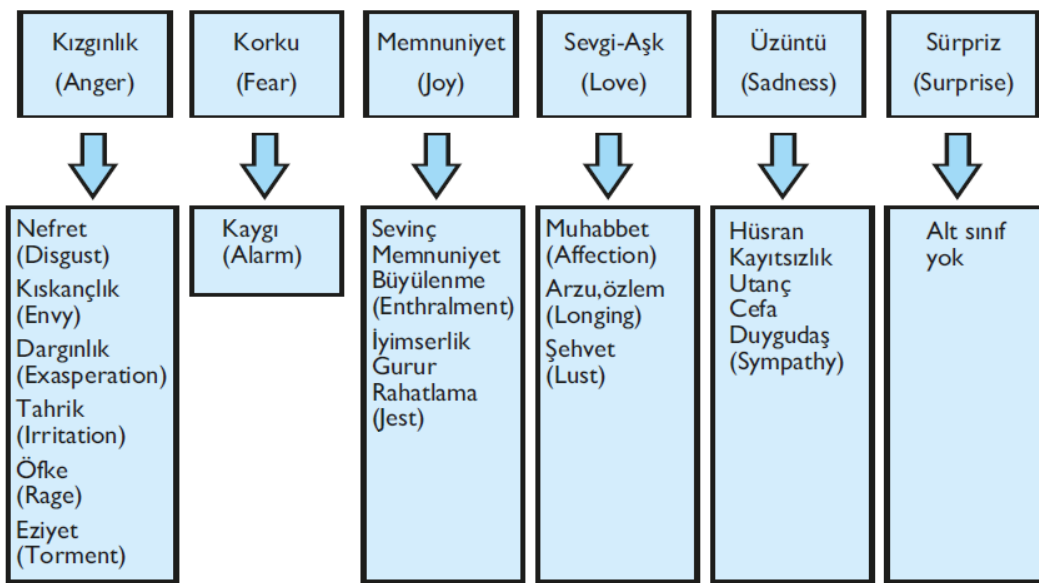 Kızgınlık
(Anger)
Korku
(Fear)
Memnuniyet
(Joy)
Sevgi-Aşk
(Love)
Üzüntü
(Sadness)
Sürpriz
(Surprise)
Nefret
(Disgust)
Kıskançlık
(Envy)
Dargınlık
(Exasperation)
Tahrik
(Irritation)
Öfke
(Rage)
Eziyet
(Torment)
Kaygı
(Alarm)
Sevinç
Memnuniyet
Büyülenme
(Enthralment)
İyimserlik
Gurur
Rahatlama
(Jest)
Muhabbet
(Affection)
Arzu,özlem
(Longing)
Şehvet
(Lust)
Hüsran
Kayıtsızlık
Utanç
Cefa
Duygudaş
(Sympathy)
Alt sınıf
yok